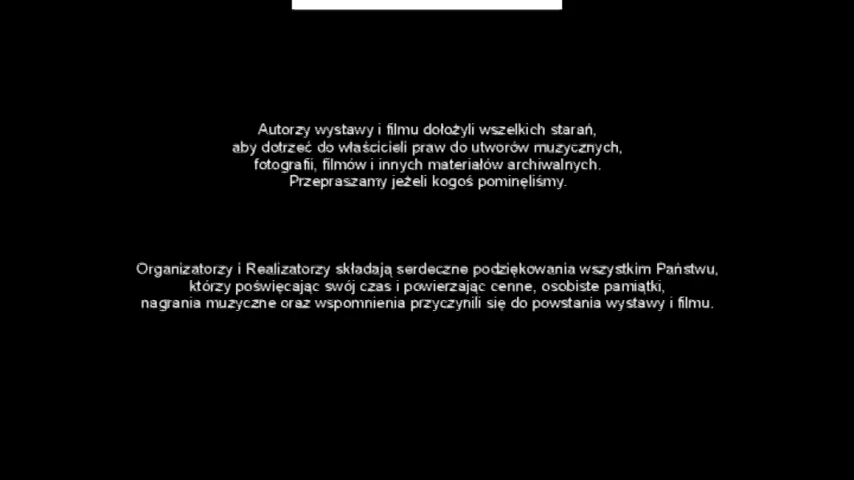 Autorzy wystawy i filmu dołożyli wszelkich starań,
aby dotrzeć do właścicieli praw do utworów muzycznych,
fotografii, filmów i innych materiałów archiwalnych.
Przepraszamy jeżeli kogoś pominęliśmy.
Organizatorzy i Realizatorzy składają serdeczne podziękowania wszystkim Państwu,
którzy poświęcając swój czas i powierzając cenne, osobiste pamiątki,
nagrania muzyczne oraz wspomnienia przyczynili się do powstania wystawy i filmu.